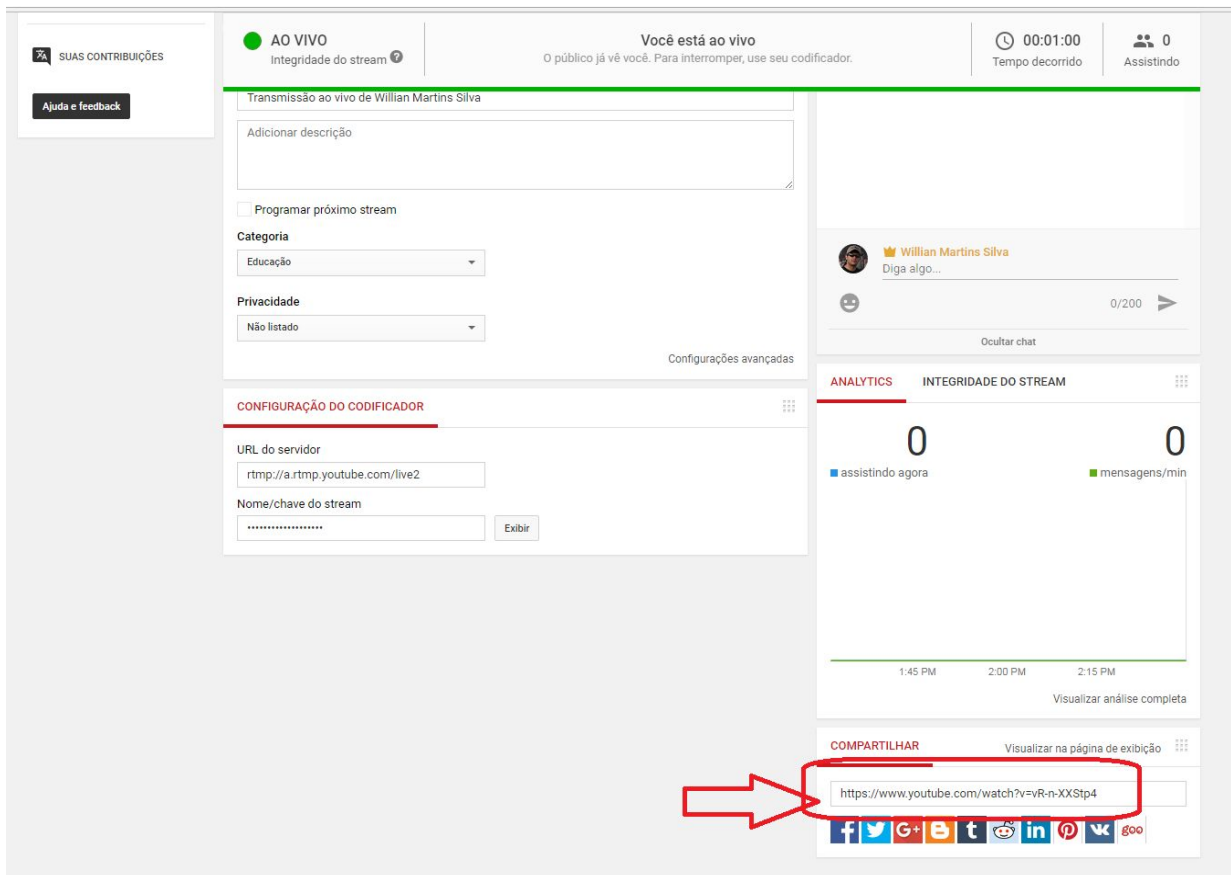 SUAS CONTRIBUIÇÕES
Ajuda e feedback
AO VIVO
Integridade do stream ?
Você está ao vivo
O público já vê você. Para interromper, use seu codificador.
00:01:00
Tempo decorrido
0
Assistindo
Transmissão ao vivo de Willian Martins Silva
Adicionar descrição
Programar próximo stream
Categoria
Educação
Privacidade
Não listado
Configurações avançadas
CONFIGURAÇÃO DO CODIFICADOR
URL do servidor
rtmp://a.rtmp.youtube.com/live2
Nome/chave do stream
•••••••••••••••••••
Exibir
Willian Martins Silva
Diga algo...
0/200
Ocultar chat
ANALYTICS INTEGRIDADE DO STREAM
0 0
assistindo agora mensagens/min
1:45 PM 2:00 PM 2:15 PM
Visualizar análise completa
COMPARTILHAR Visualizar na página de exibição
https://www.youtube.com/watch?v=vR-n-XXStp4
f G+ B t in P goo